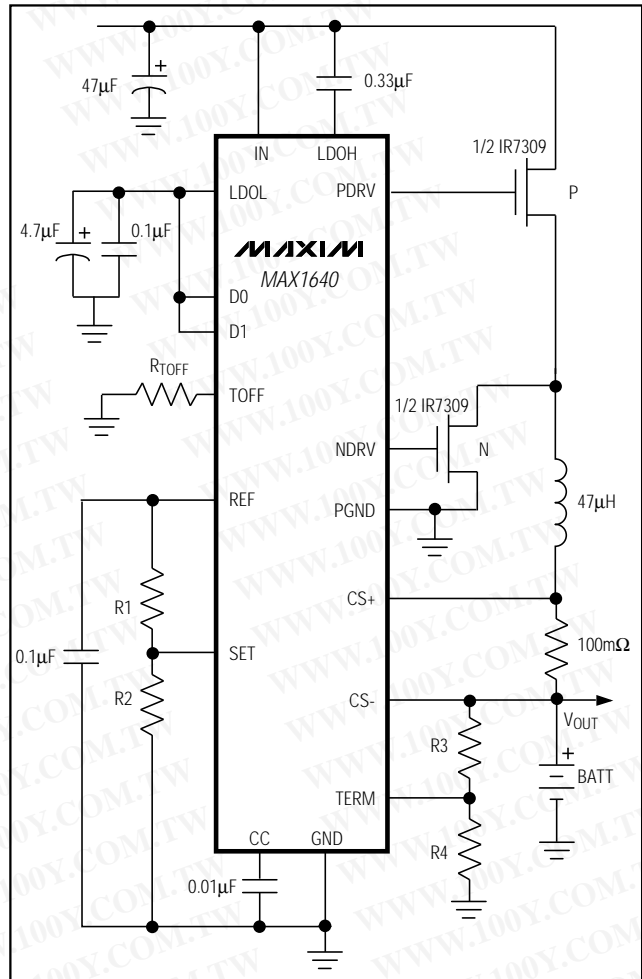 47µF
+
0.33µF
IN
LDOH
1/2 IR7309
LDOL
PDRV
P
4.7µF
+
0.1µF
MAXIM
MAX1640
D0
D1
RTOFF
TOFF
1/2 IR7309
NDRV
N
REF
PGND
47µH
R1
CS+
0.1µF
SET
100mΩ
R2
CS-
VOUT
R3
+
BATT
TERM
R4
CC
GND
0.01µF
WWW.100Y.COM.TW